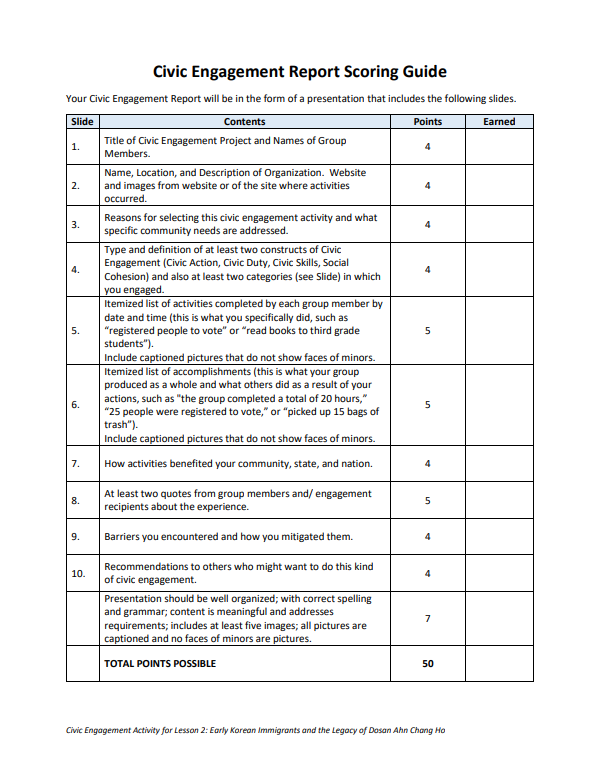 Civic Engagement Report Scoring Guide
Your Civic Engagement Report will be in the form of a presentation that includes the following slides.
Slide Contents Points Earned
1. Title of Civic Engagement Project and Names of Group
Members. 4
2. Name, Location, and Description of Organization.  Website
and images from website or of the site where activities
occurred. 4
3. Reasons for selecting this civic engagement activity and what
specific community needs are addressed. 4
4. Type and definition of at least two constructs of Civic
Engagement (Civic Action, Civic Duty, Civic Skills, Social
Cohesion) and also at least two categories (see Slide) in which
you engaged. 4
5. Itemized list of activities completed by each group member by
date and time (this is what you specifically did, such as
“registered people to vote” or “read books to third grade
students”).
Include captioned pictures that do not show faces of minors. 5
6. Itemized list of accomplishments (this is what your group
produced as a whole and what others did as a result of your
actions, such as "the group completed a total of 20 hours,”
“25 people were registered to vote,” or “picked up 15 bags of
trash”).
Include captioned pictures that do not show faces of minors. 5
7. How activities benefited your community, state, and nation. 4
8. At least two quotes from group members and/ engagement
recipients about the experience. 5
9. Barriers you encountered and how you mitigated them. 4
10. Recommendations to others who might want to do this kind
of civic engagement. 4
Presentation should be well organized; with correct spelling
and grammar; content is meaningful and addresses
requirements; includes at least five images; all pictures are
captioned and no faces of minors are pictures. 7
TOTAL POINTS POSSIBLE 50
Civic Engagement Activity for Lesson 2: Early Korean Immigrants and the Legacy of Dosan Ahn Chang Ho